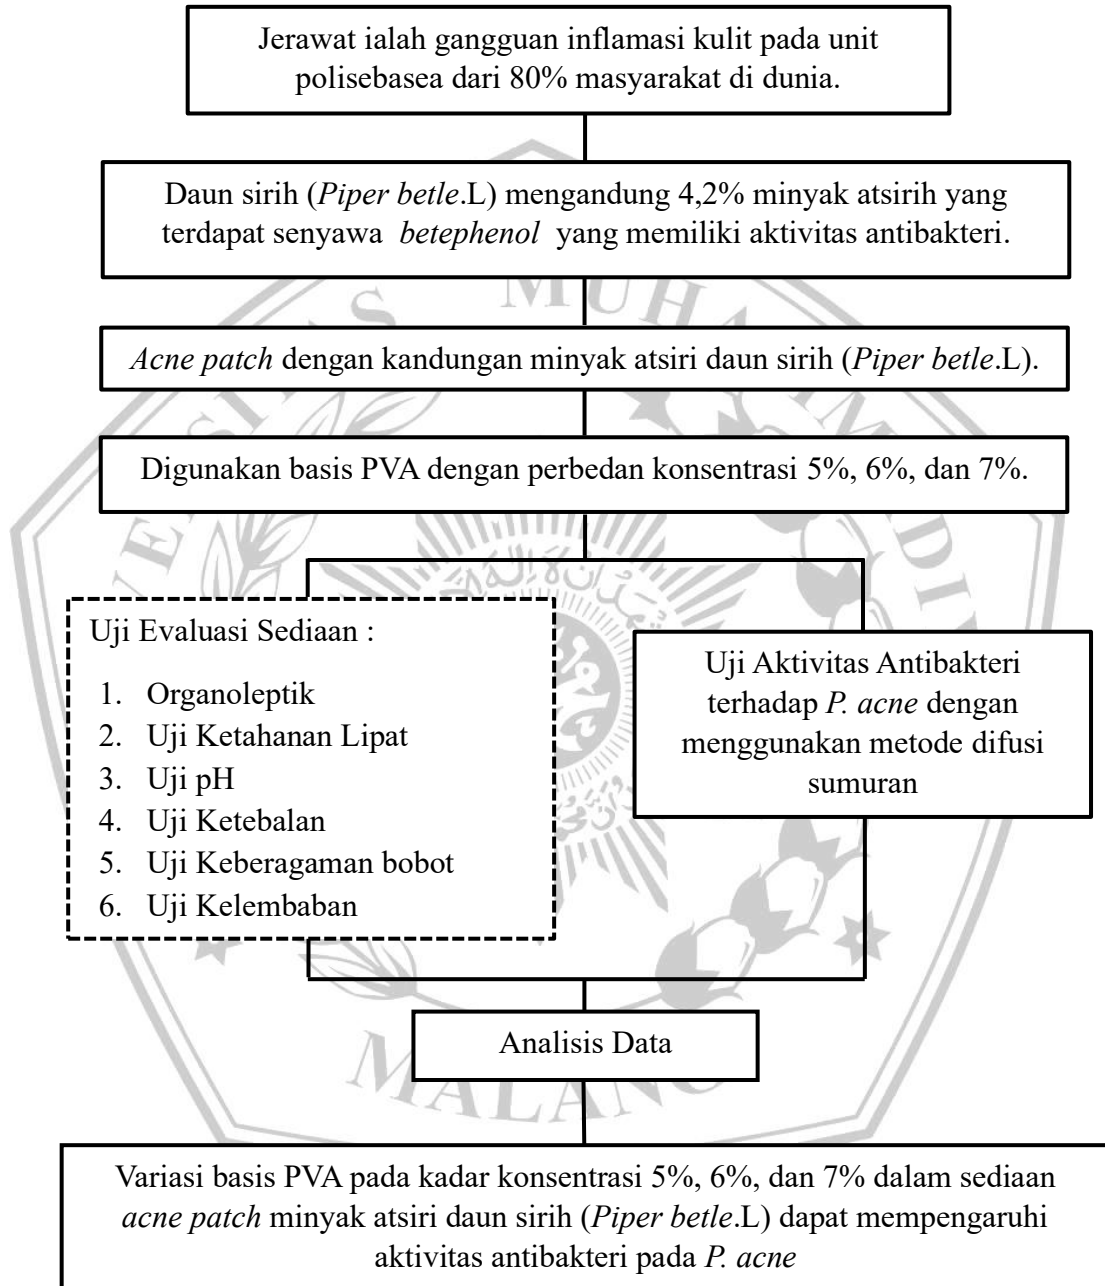 Jerawat ialah gangguan inflamasi kulit pada unit
polisebasea dari 80% masyarakat di dunia.
Daun sirih (Piper betle.L) mengandung 4,2% minyak atsirih yang
terdapat senyawa betephenol yang memiliki aktivitas antibakteri.
Acne patch dengan kandungan minyak atsiri daun sirih (Piper betle.L).
Digunakan basis PVA dengan perbedan konsentrasi 5%, 6%, dan 7%.
Uji Evaluasi Sediaan :
1. Organoleptik
2. Uji Ketahanan Lipat
3. Uji pH
4. Uji Ketebalan
5. Uji Keberagaman bobot
6. Uji Kelembaban
Uji Aktivitas Antibakteri
terhadap P. acne dengan
menggunakan metode difusi
sumuran
Analisis Data
Variasi basis PVA pada kadar konsentrasi 5%, 6%, dan 7% dalam sediaan
acne patch minyak atsiri daun sirih (Piper betle.L) dapat mempengaruhi
aktivitas antibakteri pada P. acne
MALANG